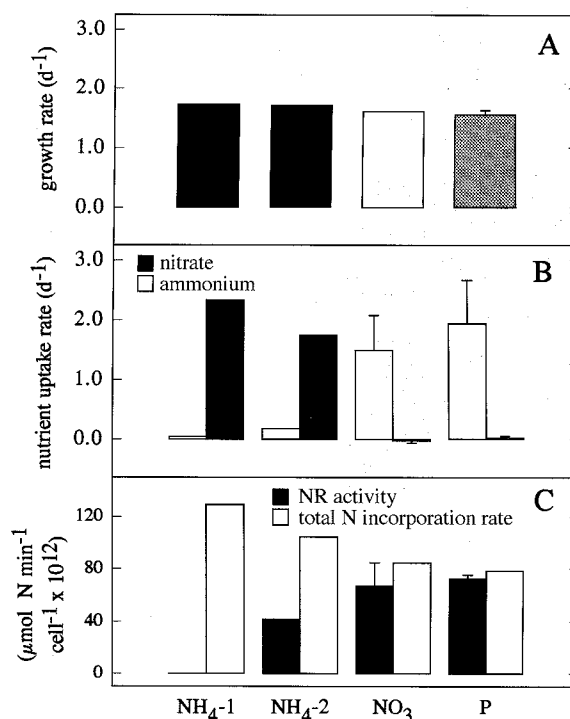 3.0
A
2.0
1.0
0.0
growth rate (d⁻¹)
nitrate
B
ammonium
3.0
2.0
1.0
0.0
nutrient uptake rate (d⁻¹)
NR activity
C
total N incorporation rate
120
80
40
0
(μmol N min⁻¹
cell⁻¹ x 10¹²)
NH₄-1 NH₄-2 NO₃ P